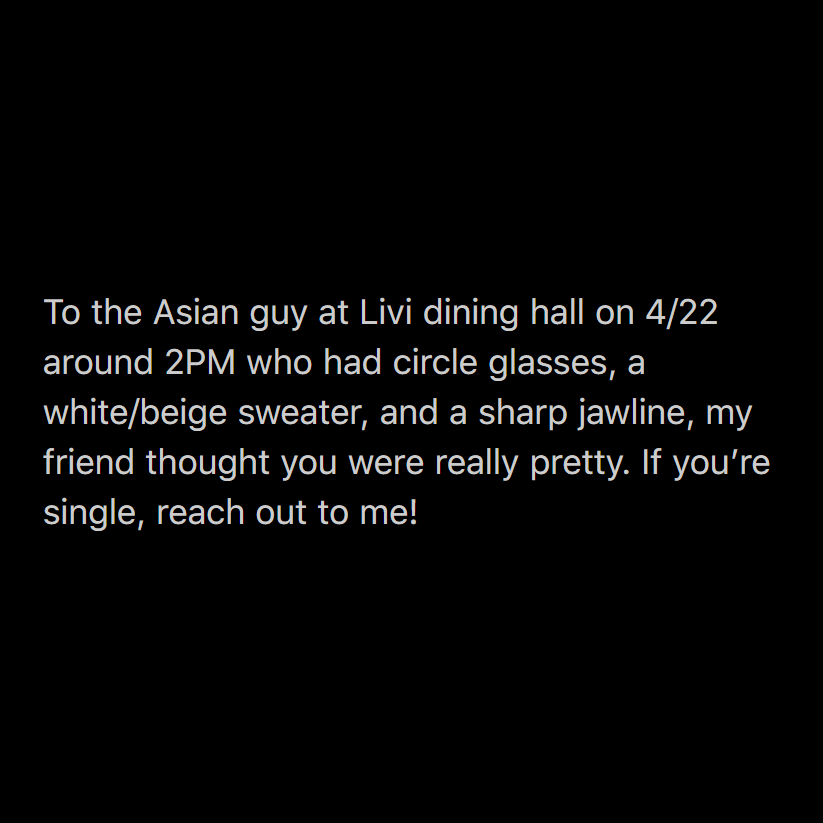 To the Asian guy at Livi dining hall on 4/22
around 2PM who had circle glasses, a
white/beige sweater, and a sharp jawline, my
friend thought you were really pretty. If you’re
single, reach out to me!